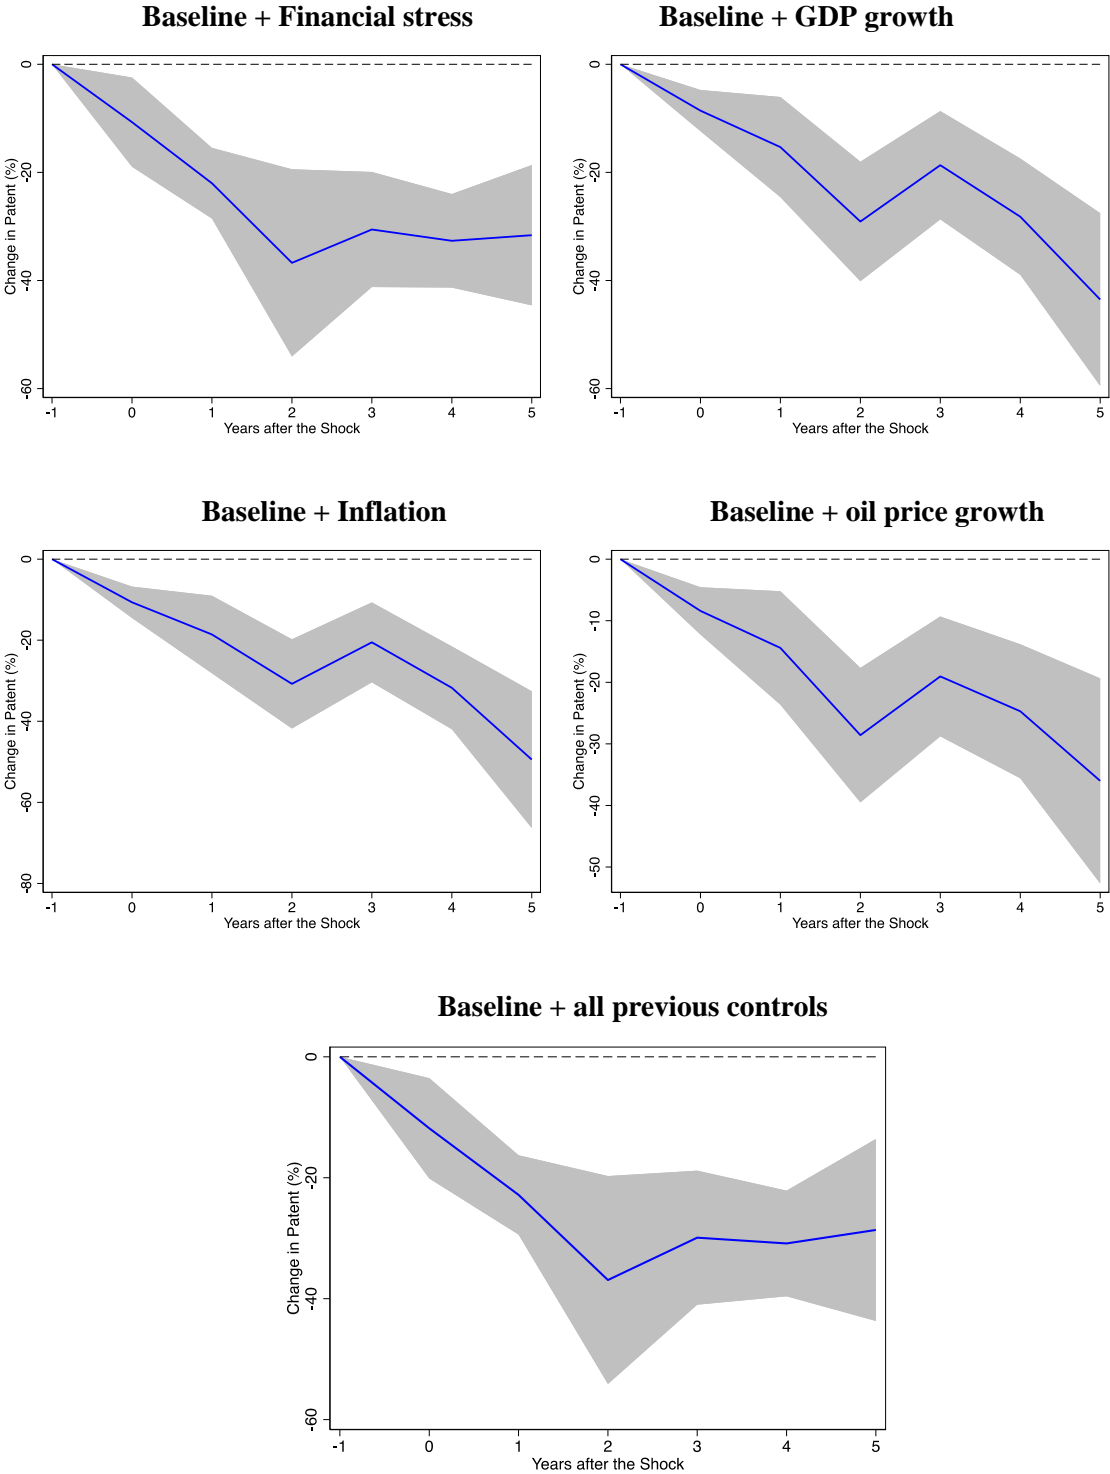 Baseline + Financial stress
Change in Patent (%)
0
-20
-40
-60
-1 0 1 2 3 4 5
Years after the Shock
Baseline + GDP growth
Change in Patent (%)
0
-20
-40
-60
-1 0 1 2 3 4 5
Years after the Shock
Baseline + Inflation
Change in Patent (%)
0
-20
-40
-60
-80
-1 0 1 2 3 4 5
Years after the Shock
Baseline + oil price growth
Change in Patent (%)
0
-10
-20
-30
-40
-50
-1 0 1 2 3 4 5
Years after the Shock
Baseline + all previous controls
Change in Patent (%)
0
-20
-40
-60
-1 0 1 2 3 4 5
Years after the Shock